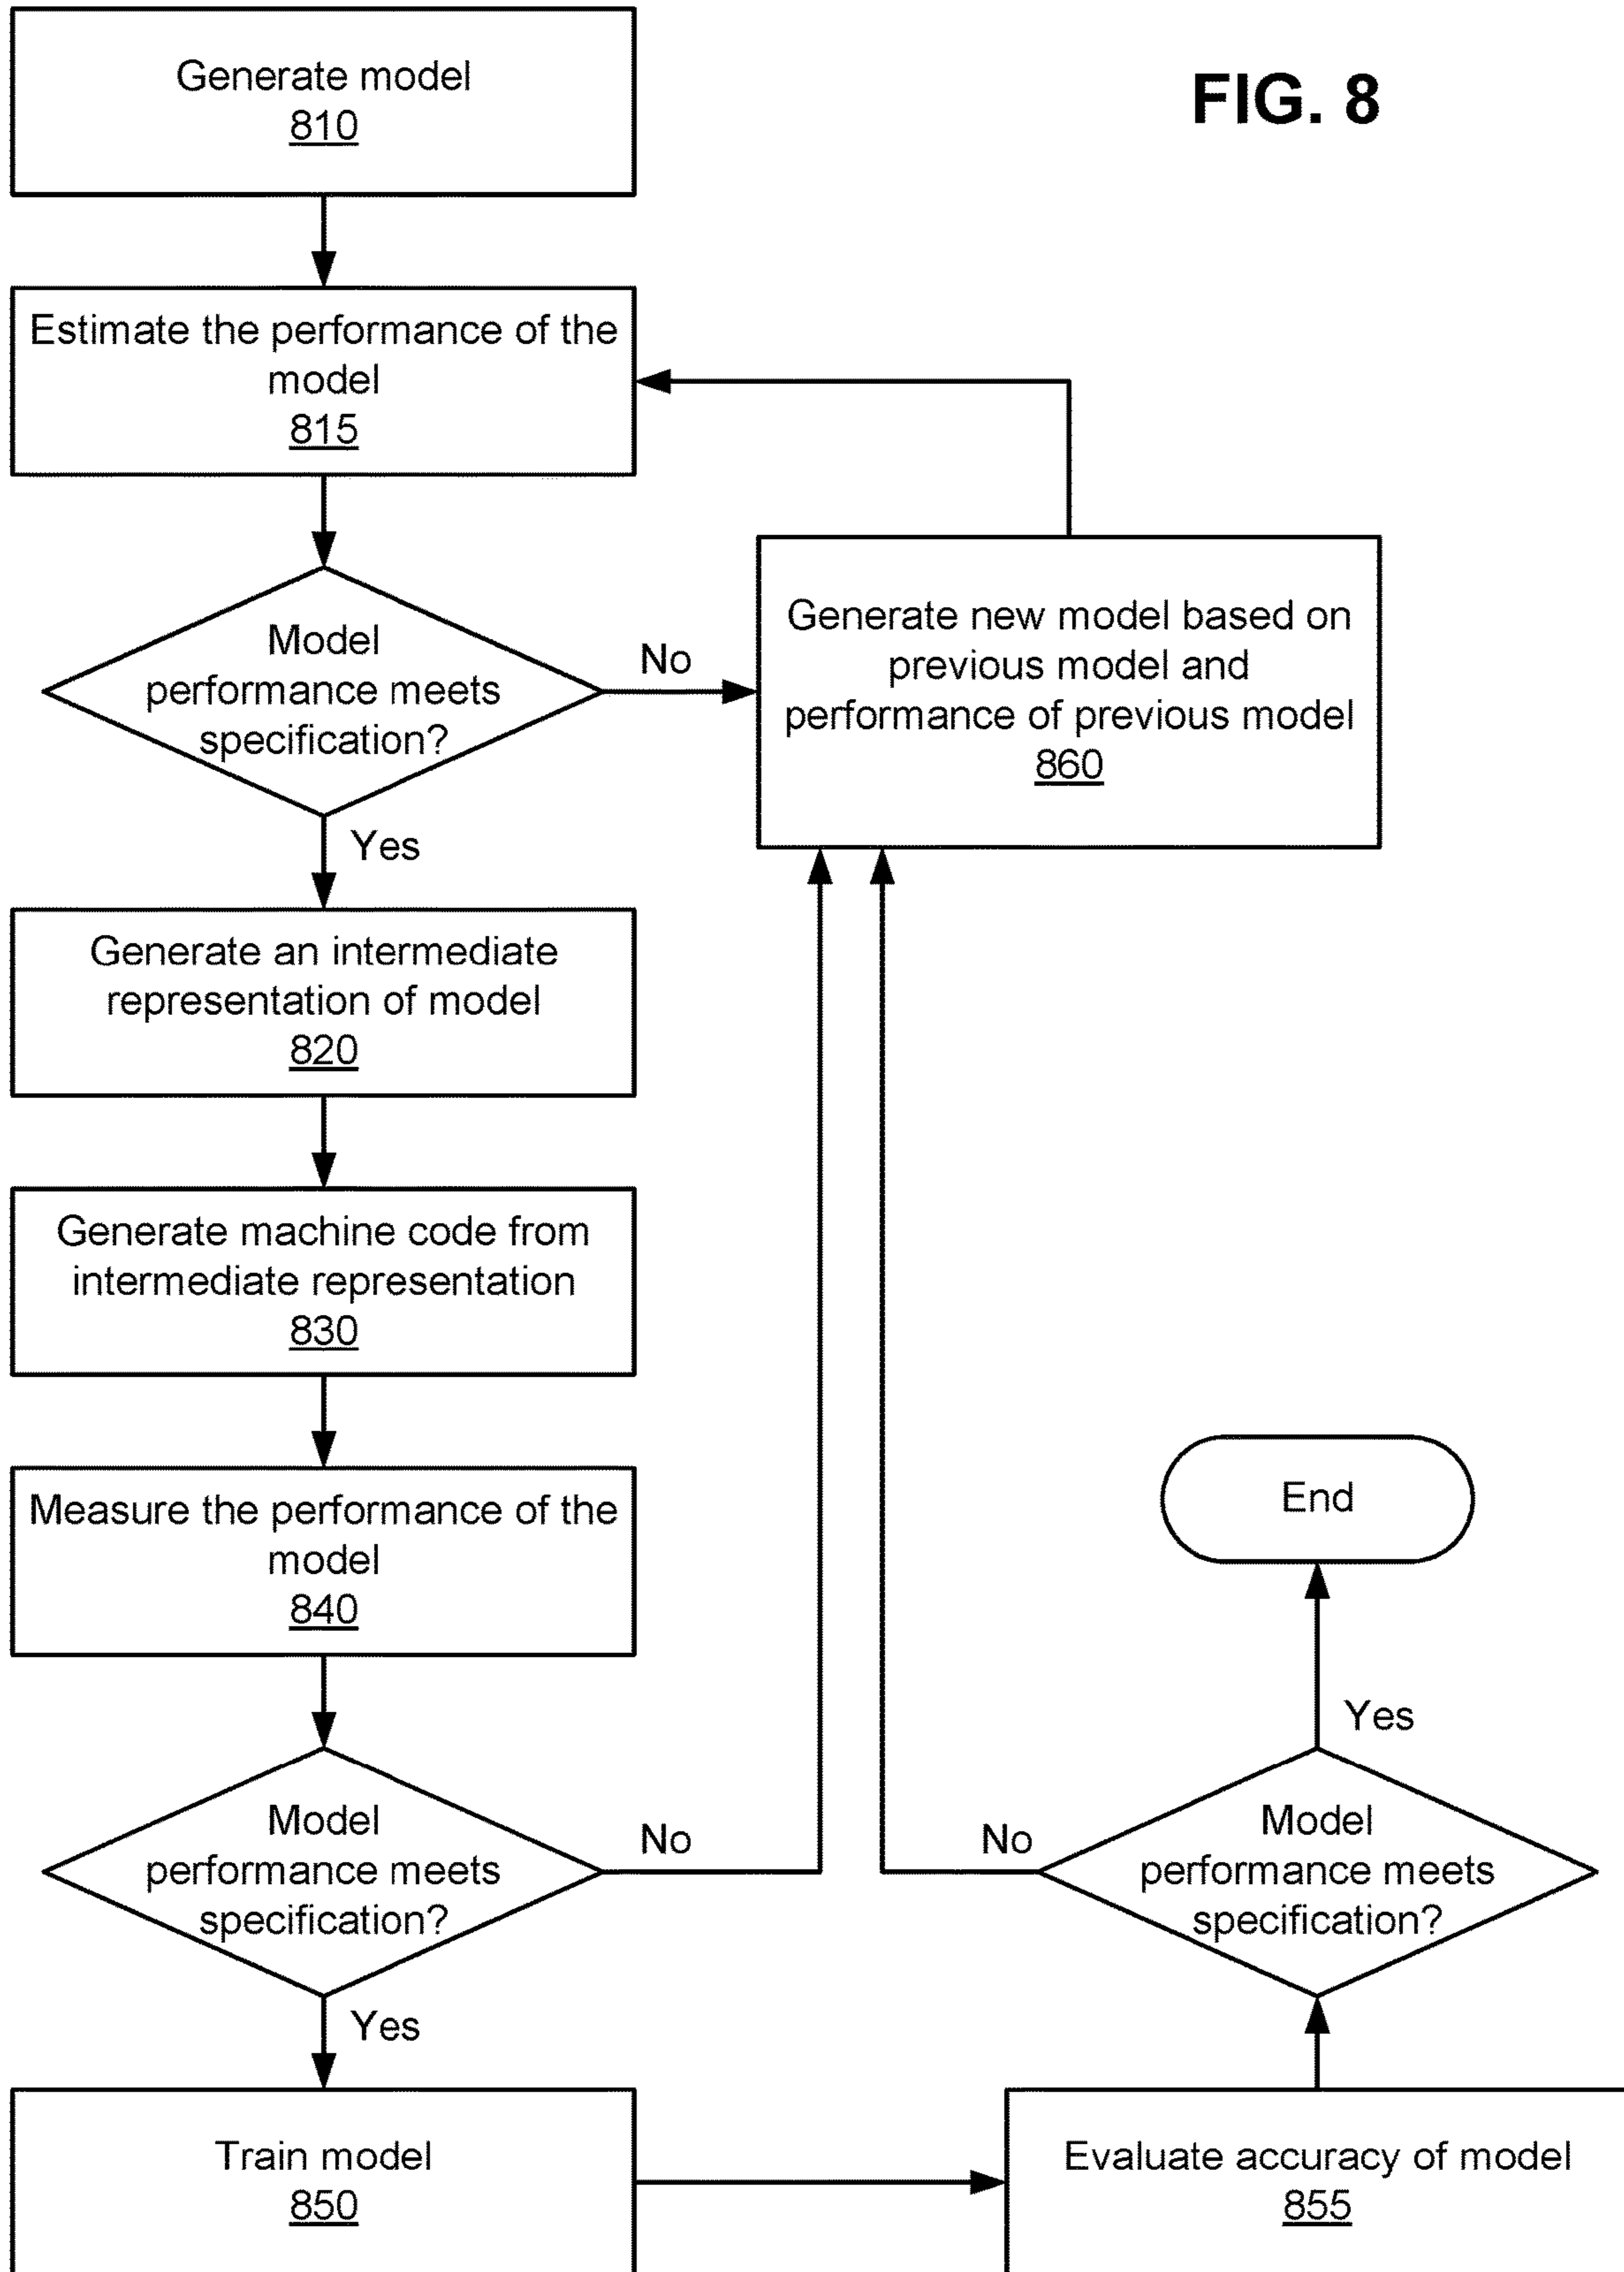 FIG. 8
Generate model
810
Estimate the performance of the
model
815
Model
performance meets
specification?
No
Yes
Generate new model based on
previous model and
performance of previous model
860
Generate an intermediate
representation of model
820
Generate machine code from
intermediate representation
830
Measure the performance of the
model
840
Model
performance meets
specification?
No
Yes
Train model
850
Evaluate accuracy of model
855
Model
performance meets
specification?
No
Yes
End